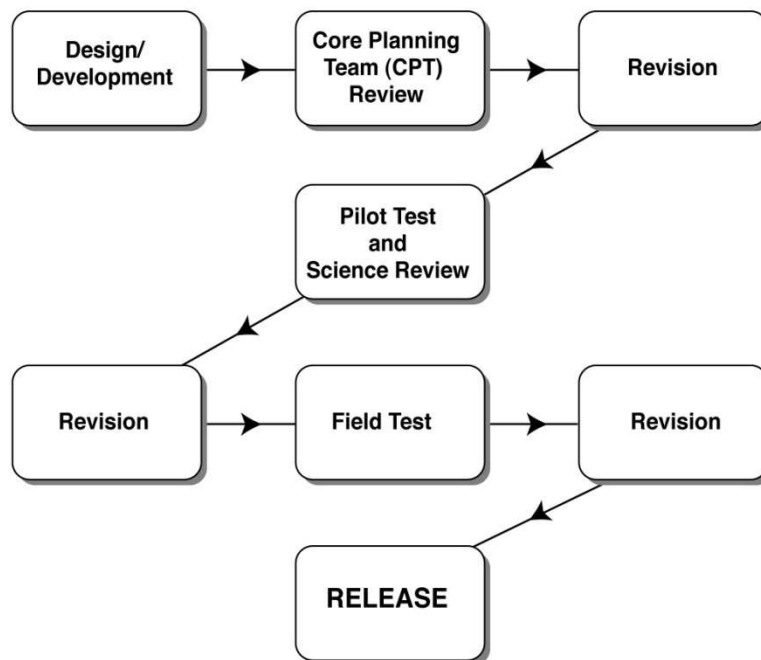 Design/
Development
Core Planning
Team (CPT)
Review
Revision
Pilot Test
and
Science Review
Revision
Field Test
Revision
RELEASE